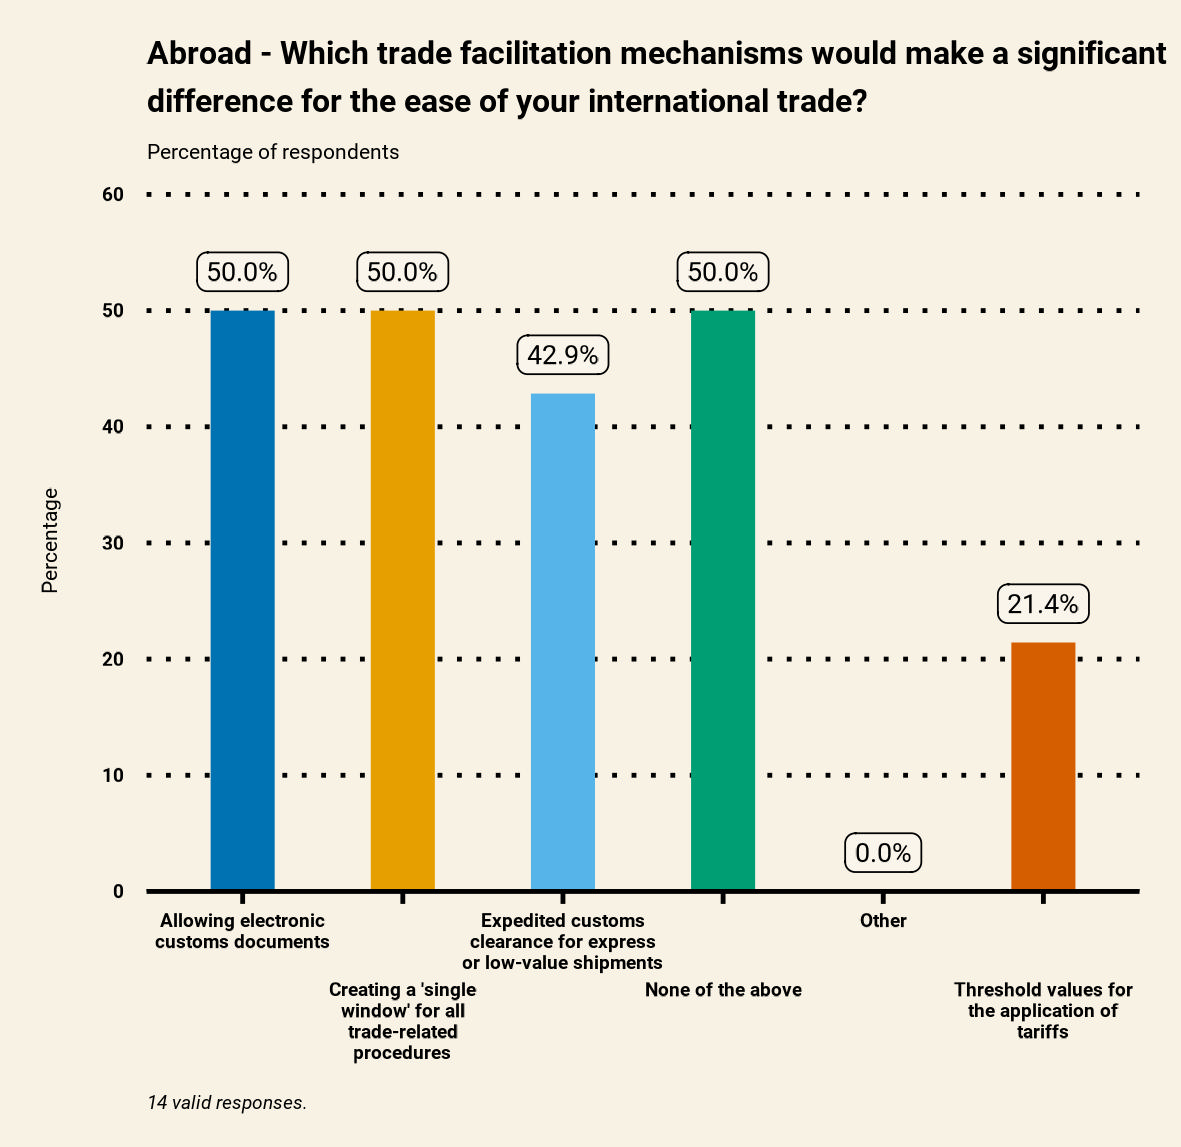 Abroad - Which trade facilitation mechanisms would make a significant
difference for the ease of your international trade?
Percentage of respondents
60
50
40
30
20
10
0
Percentage
50.0%
50.0%
42.9%
50.0%
0.0%
21.4%
Allowing electronic
customs documents
Creating a 'single
window' for all
trade-related
procedures
Expedited customs
clearance for express
or low-value shipments
None of the above
Other
Threshold values for
the application of
tariffs
14 valid responses.